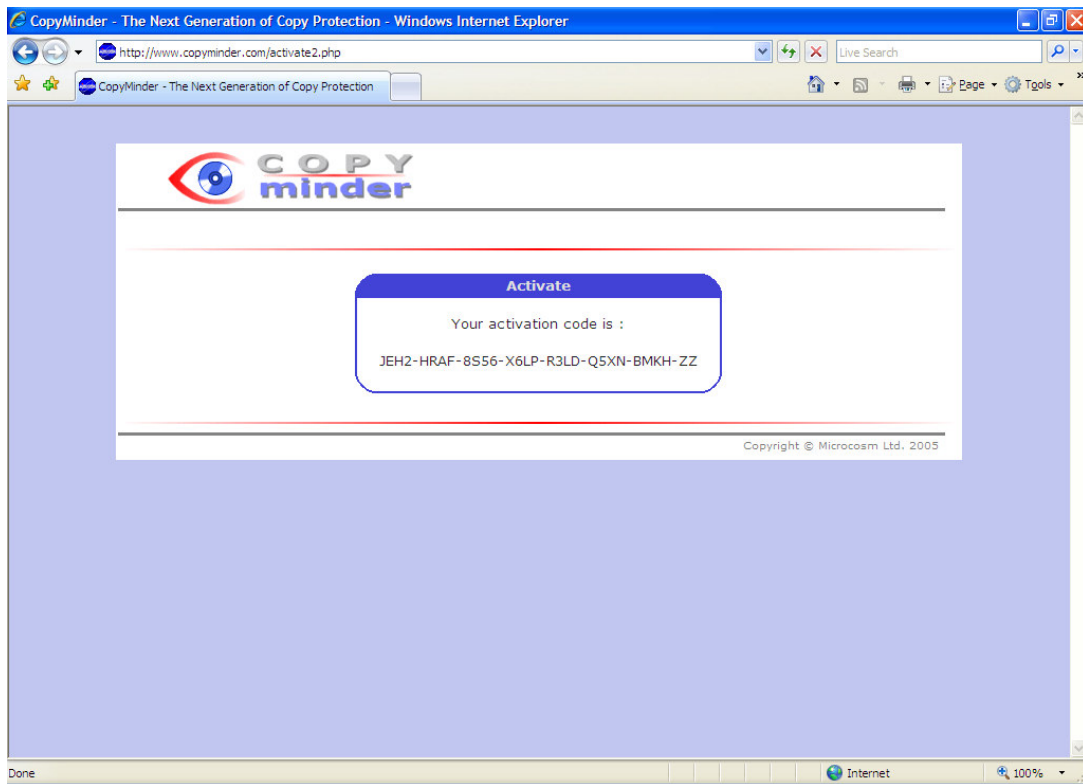 CopyMinder - The Next Generation of Copy Protection - Windows Internet Explorer
http://www.copyminder.com/activate2.php
Live Search
CopyMinder - The Next Generation of Copy Protection
Page
Tools
COPY
minder
Activate
Your activation code is :
JEH2-HRAF-8S56-X6LP-R3LD-Q5XN-BMKH-ZZ
Copyright © Microcosm Ltd. 2005
Done
Internet
100%